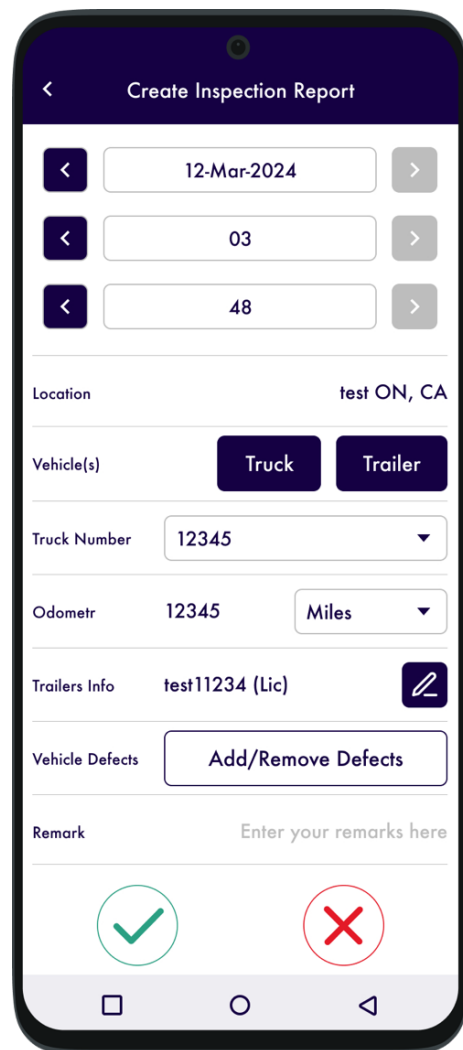 Create Inspection Report
12-Mar-2024
03
48
Location test ON, CA
Vehicle(s) Truck Trailer
Truck Number 12345
Odometr 12345 Miles
Trailers Info test11234 (Lic)
Vehicle Defects Add/Remove Defects
Remark Enter your remarks here